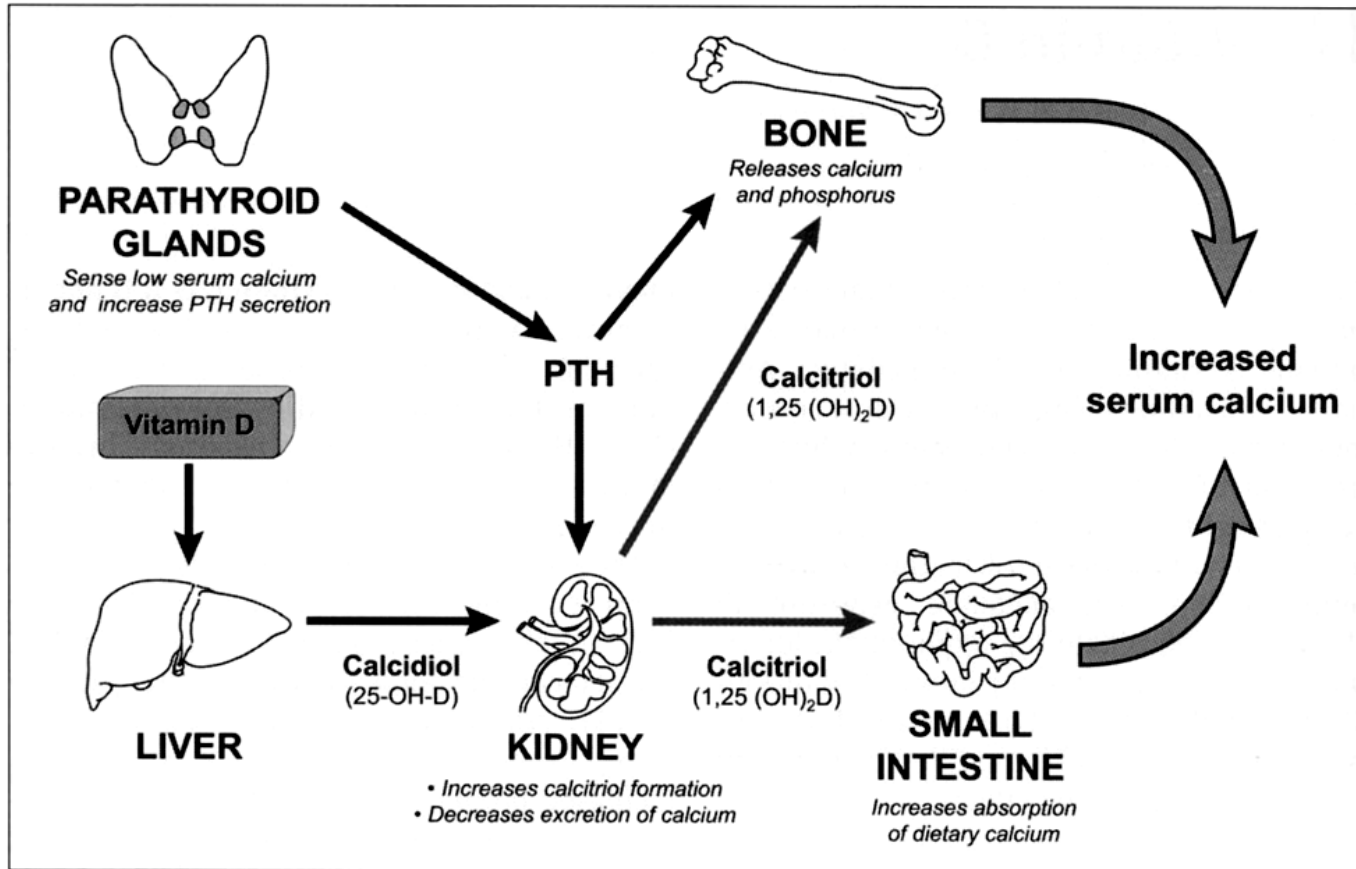 PARATHYROID
GLANDS
Sense low serum calcium
and increase PTH secretion
BONE
Releases calcium
and phosphorus
PTH
Calcitriol
(1,25 (OH)₂D)
Increased
serum calcium
Vitamin D
LIVER
Calcidiol
(25-OH-D)
KIDNEY
• Increases calcitriol formation
• Decreases excretion of calcium
Calcitriol
(1,25 (OH)₂D)
SMALL
INTESTINE
Increases absorption
of dietary calcium